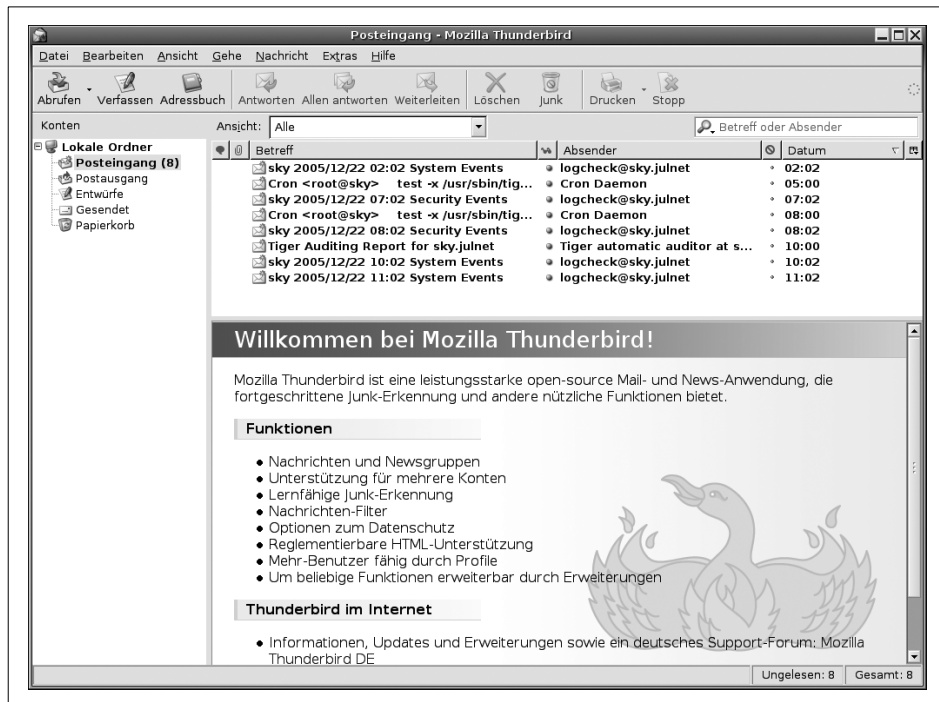 Posteingang - Mozilla Thunderbird
Datei Bearbeiten Ansicht Gehe Nachricht Extras Hilfe
Abrufen Verfassen Adressbuch Antworten Allen antworten Weiterleiten Löschen Junk Drucken Stopp
Konten
Ansicht: Alle
Betreff oder Absender
Lokale Ordner
Posteingang (8)
Postausgang
Entwürfe
Gesendet
Papierkorb
Betreff Absender Datum
sky 2005/12/22 02:02 System Events logcheck@sky.julnet 02:02
Cron <root@sky> test -x /usr/sbin/tig... Cron Daemon 05:00
sky 2005/12/22 07:02 Security Events logcheck@sky.julnet 07:02
Cron <root@sky> test -x /usr/sbin/tig... Cron Daemon 08:00
sky 2005/12/22 08:02 Security Events logcheck@sky.julnet 08:02
Tiger Auditing Report for sky.julnet Tiger automatic auditor at s... 10:00
sky 2005/12/22 10:02 System Events logcheck@sky.julnet 10:02
sky 2005/12/22 11:02 System Events logcheck@sky.julnet 11:02
Willkommen bei Mozilla Thunderbird!
Mozilla Thunderbird ist eine leistungsstarke open-source Mail- und News-Anwendung, die
fortgeschrittene Junk-Erkennung und andere nützliche Funktionen bietet.
Funktionen
● Nachrichten und Newsgruppen
● Unterstützung für mehrere Konten
● Lernfähige Junk-Erkennung
● Nachrichten-Filter
● Optionen zum Datenschutz
● Reglementierbare HTML-Unterstützung
● Mehr-Benutzer fähig durch Profile
● Um beliebige Funktionen erweiterbar durch Erweiterungen
Thunderbird im Internet
● Informationen, Updates und Erweiterungen sowie ein deutsches Support-Forum: Mozilla
Thunderbird DE
Ungelesen: 8 Gesamt: 8